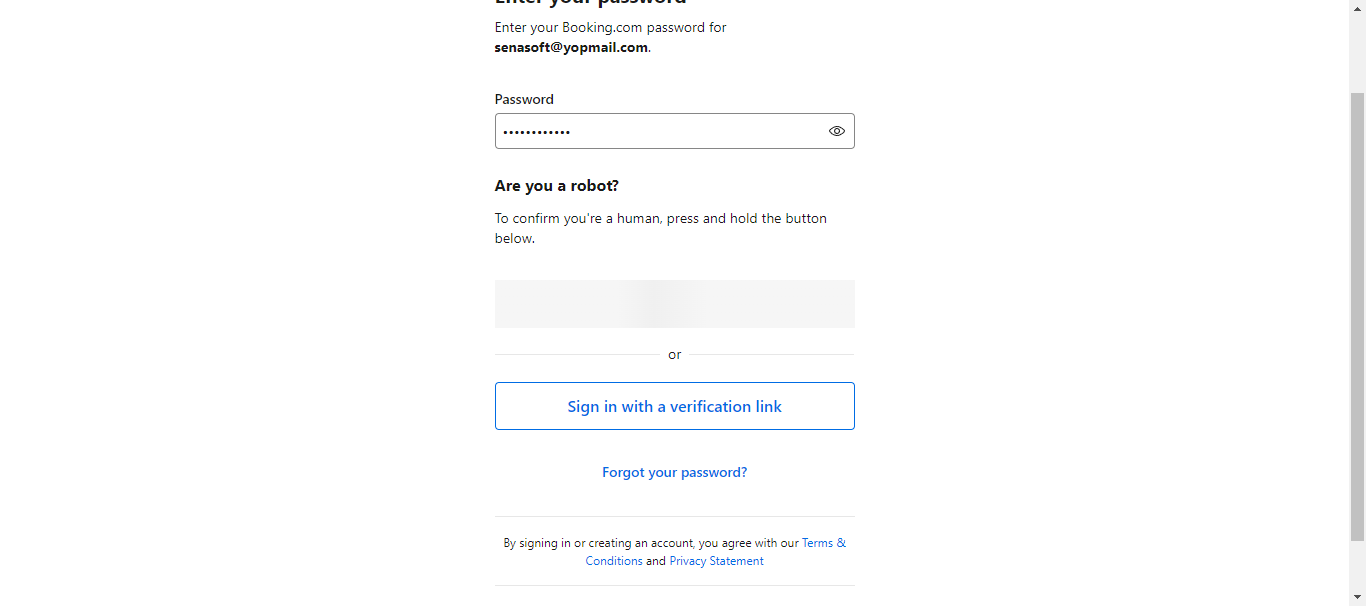 Enter your password
Enter your Booking.com password for
senasoft@yopmail.com.
Password
Are you a robot?
To confirm you're a human, press and hold the button
below.
or
Sign in with a verification link
Forgot your password?
By signing in or creating an account, you agree with our Terms &
Conditions and Privacy Statement